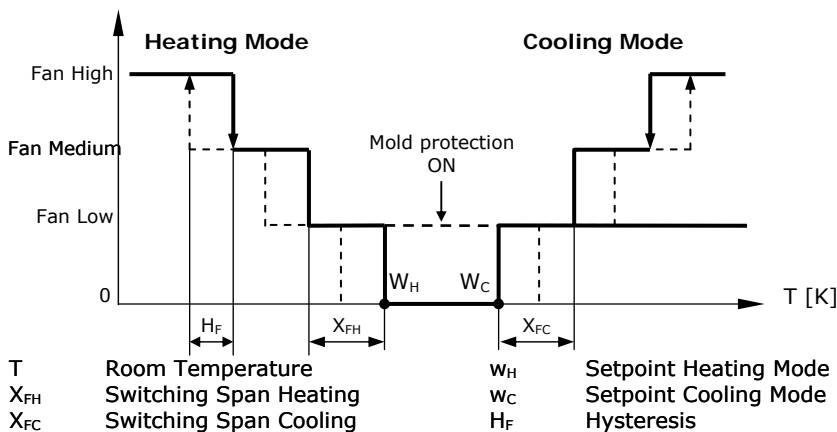 Heating Mode
Cooling Mode
Fan High
Fan Medium
Mold protection
ON
Fan Low
W_H
W_C
0
T [K]
H_F
X_FH
X_FC
T Room Temperature
w_H Setpoint Heating Mode
X_FH Switching Span Heating
w_C Setpoint Cooling Mode
X_FC Switching Span Cooling
H_F Hysteresis